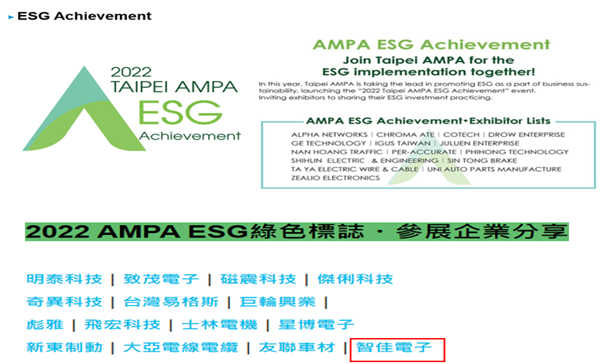 ▸ ESG Achievement
2022
TAIPEI AMPA
ESG
Achievement
AMPA ESG Achievement
Join Taipei AMPA for the
ESG implementation together!
In this year, Taipei AMPA is taking the lead in promoting ESG as a part of business sus-
tainability, launching the "2022 Taipei AMPA ESG Achievement" event.
Inviting exhibitors to sharing their ESG investment practicing.
AMPA ESG Achievement・Exhibitor Lists
ALPHA NETWORKS | CHROMA ATE | COTECH | DROW ENTERPRISE
GE TECHNOLOGY | IGUS TAIWAN | JULUEN ENTERPRISE
NAN HOANG TRAFFIC | PER-ACCURATE | PHIHONG TECHNOLOGY
SHIHLIN ELECTRIC & ENGINEERING | SIN TONG BRAKE
TA YA ELECTRIC WIRE & CABLE | UNI AUTO PARTS MANUFACTURE
ZEALIO ELECTRONICS
2022 AMPA ESG綠色標誌．參展企業分享
明泰科技 | 致茂電子 | 磁震科技 | 傑俐科技
奇異科技 | 台灣易格斯 | 巨輪興業 |
彪雅 | 飛宏科技 | 士林電機 | 星博電子
新東制動 | 大亞電線電纜 | 友聯車材 | 智佳電子